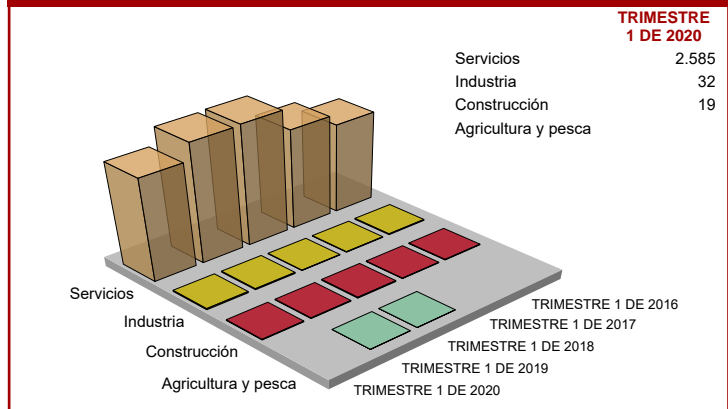 TRIMESTRE
1 DE 2020
Servicios 2.585
Industria 32
Construcción 19
Agricultura y pesca
Servicios
Industria
Construcción
Agricultura y pesca
TRIMESTRE 1 DE 2016
TRIMESTRE 1 DE 2017
TRIMESTRE 1 DE 2018
TRIMESTRE 1 DE 2019
TRIMESTRE 1 DE 2020